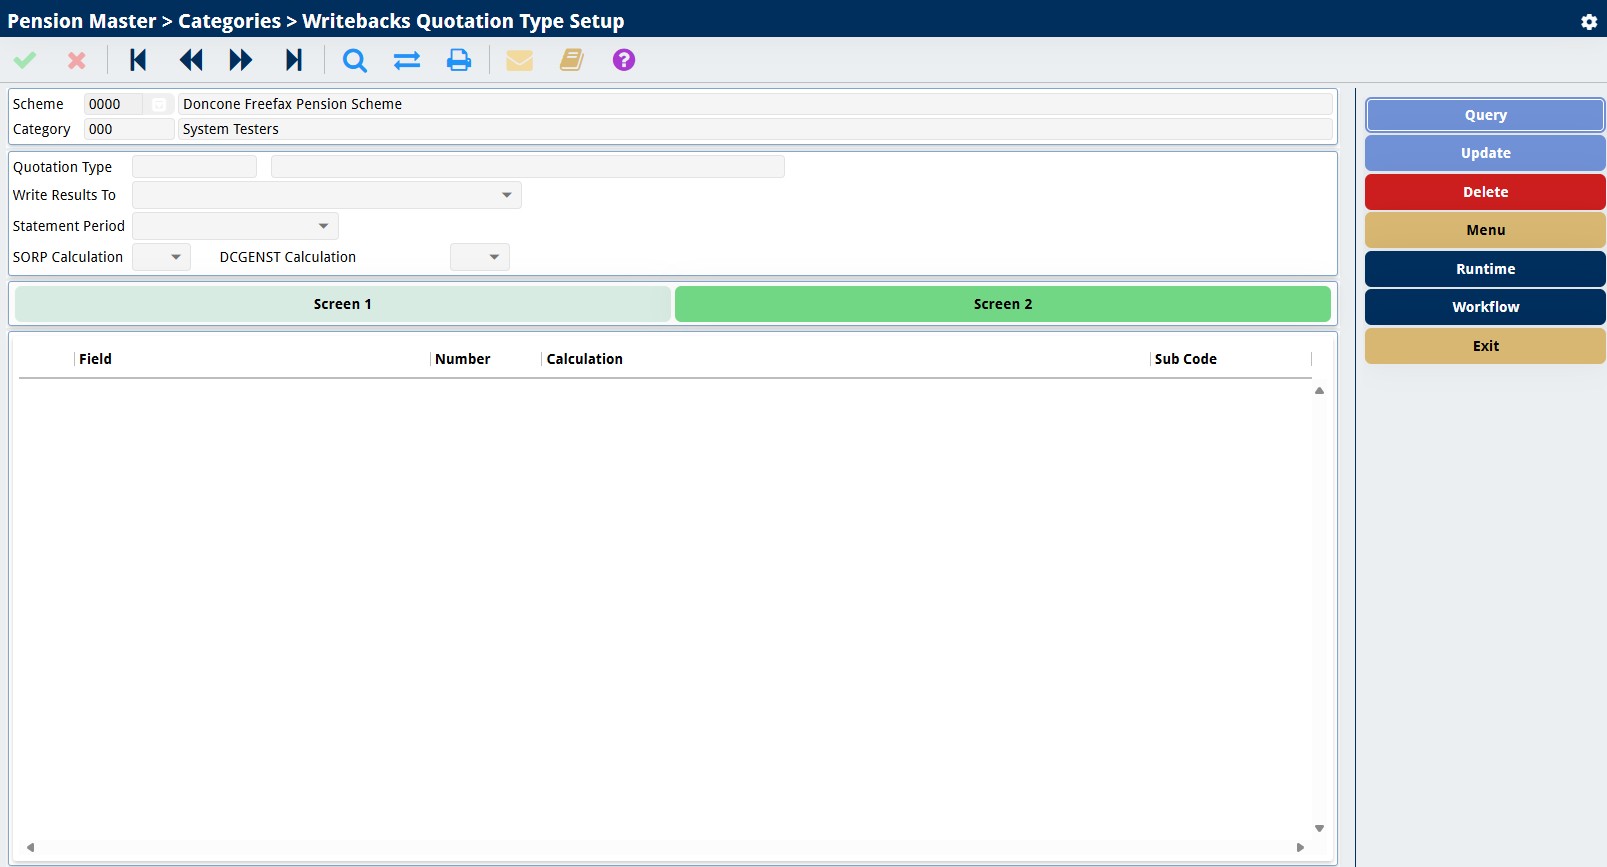 Pension Master > Categories > Writebacks Quotation Type Setup
Scheme 0000 Doncone Freefax Pension Scheme
Category 000 System Testers
Quotation Type
Write Results To
Statement Period
SORP Calculation DCGENST Calculation
Screen 1 Screen 2
Field Number Calculation Sub Code
Query
Update
Delete
Menu
Runtime
Workflow
Exit